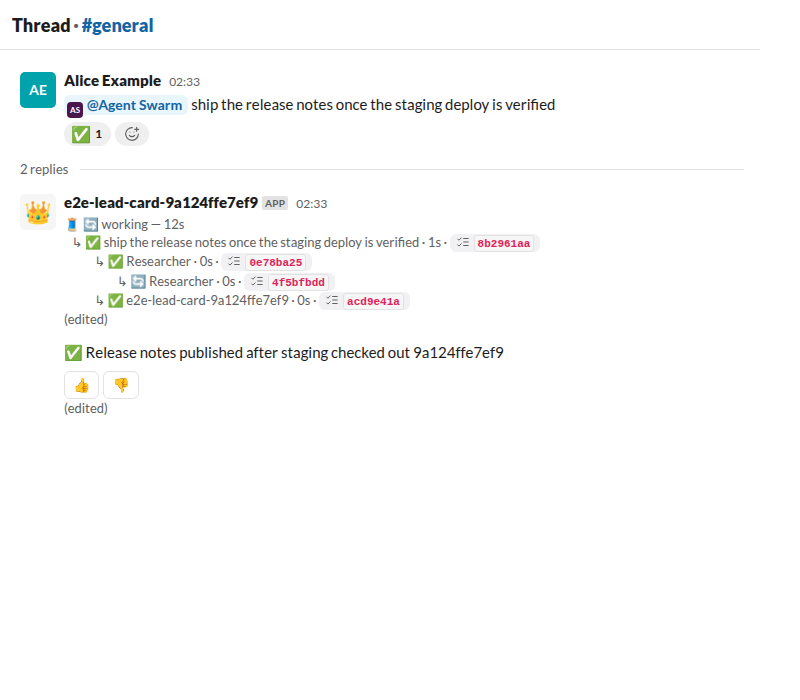 Thread · #general
AE
Alice Example 02:33
AS @Agent Swarm ship the release notes once the staging deploy is verified
✅ 1
2 replies
e2e-lead-card-9a124ffe7ef9 APP 02:33
🧵 🔄 working — 12s
↳ ✅ ship the release notes once the staging deploy is verified · 1s · 8b2961aa
↳ ✅ Researcher · 0s · 0e78ba25
↳ 🔄 Researcher · 0s · 4f5bfbdd
↳ ✅ e2e-lead-card-9a124ffe7ef9 · 0s · acd9e41a
(edited)
✅ Release notes published after staging checked out 9a124ffe7ef9
👍 👎
(edited)